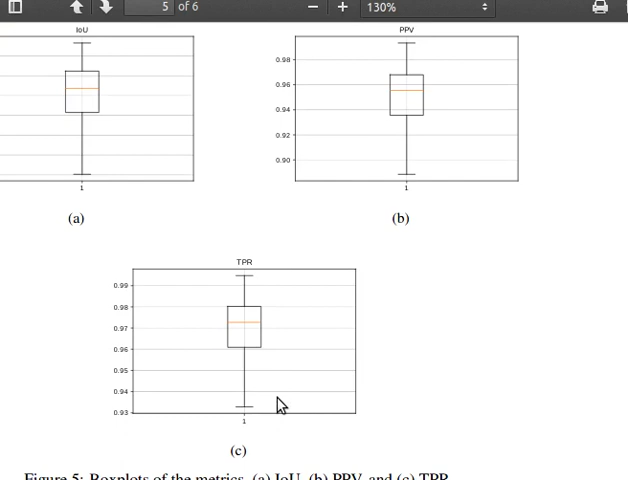 5 of 6
130%
IoU
1
(a)
PPV
0.98
0.96
0.94
0.92
0.90
1
(b)
TPR
0.99
0.98
0.97
0.96
0.95
0.94
0.93
1
(c)
Figure 5: Boxplots of the metrics, (a) IoU, (b) PPV, and (c) TPR